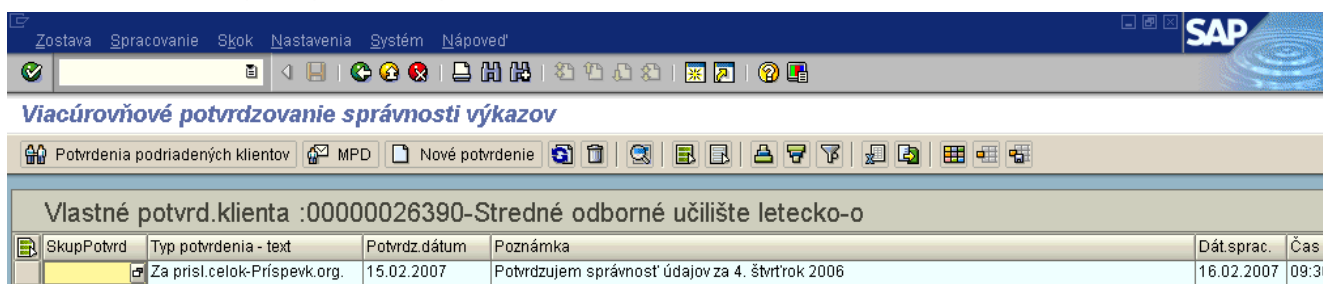 Zostava Spracovanie Skok Nastavenia Systém Nápoveď
SAP
Viacúrovňové potvrdzovanie správnosti výkazov
Potvrdenia podriadených klientov MPD Nové potvrdenie
Vlastné potvrd.klienta :00000026390-Stredné odborné učilište letecko-o
SkupPotvrd Typ potvrdenia - text Potvrdz.dátum Poznámka Dát.sprac. Čas
Za prisl.celok-Príspevk.org. 15.02.2007 Potvrdzujem správnosť údajov za 4. štvrťrok 2006 16.02.2007 09:3